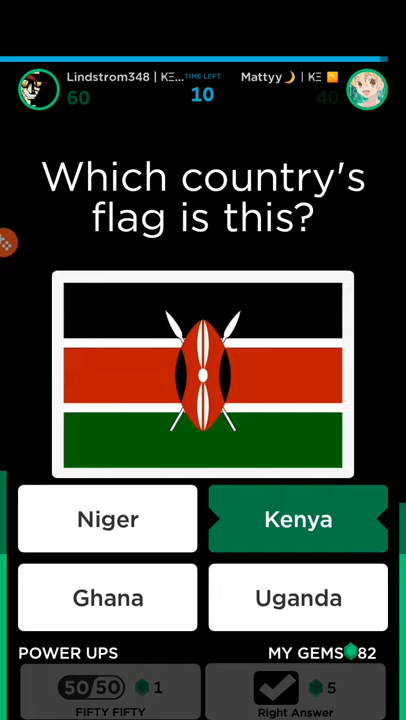 Lindstrom348 | KΞ... TIME LEFT Mattyy🌙 | KΞ
60 10 40
Which country's
flag is this?
Niger Kenya
Ghana Uganda
POWER UPS MY GEMS 82
50/50 1 5
FIFTY FIFTY Right Answer